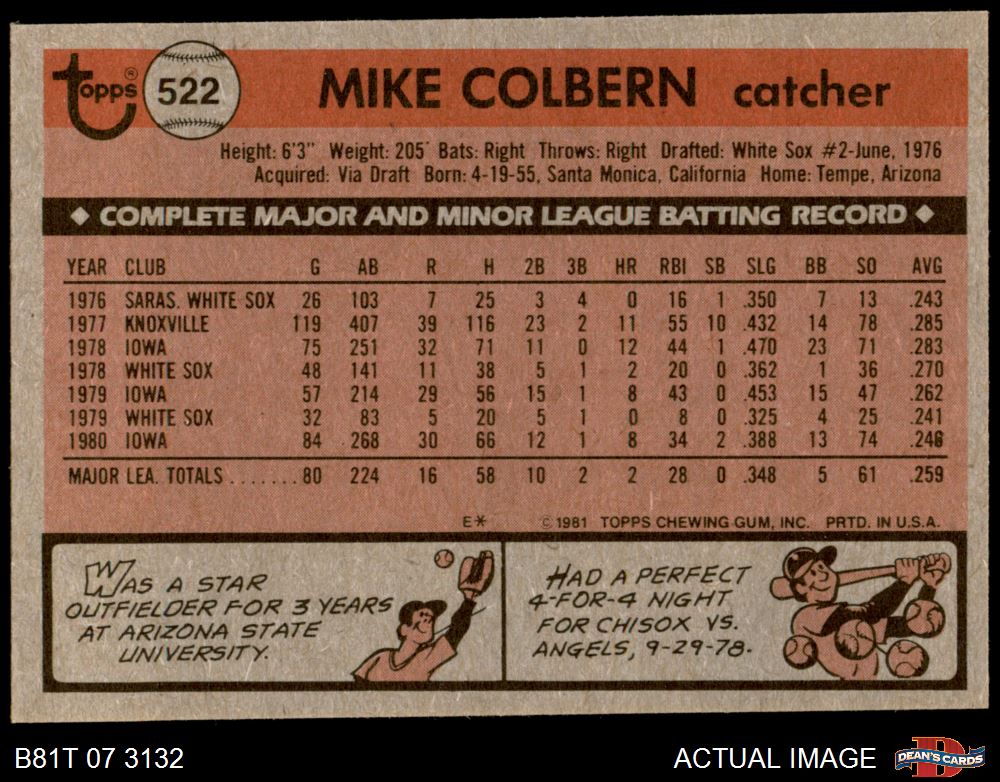 Topps® 522 MIKE COLBERN catcher
Height: 6'3" Weight: 205 Bats: Right Throws: Right Drafted: White Sox #2-June, 1976
Acquired: Via Draft Born: 4-19-55, Santa Monica, California Home: Tempe, Arizona
◆ COMPLETE MAJOR AND MINOR LEAGUE BATTING RECORD ◆
YEAR CLUB G AB R H 2B 3B HR RBI SB SLG BB SO AVG
1976 SARAS. WHITE SOX 26 103 7 25 3 4 0 16 1 .350 7 13 .243
1977 KNOXVILLE 119 407 39 116 23 2 11 55 10 .432 14 78 .285
1978 IOWA 75 251 32 71 11 0 12 44 1 .470 23 71 .283
1978 WHITE SOX 48 141 11 38 5 1 2 20 0 .362 1 36 .270
1979 IOWA 57 214 29 56 15 1 8 43 0 .453 15 47 .262
1979 WHITE SOX 32 83 5 20 5 1 0 8 0 .325 4 25 .241
1980 IOWA 84 268 30 66 12 1 8 34 2 .388 13 74 .246
MAJOR LEA. TOTALS ....... 80 224 16 58 10 2 2 28 0 .348 5 61 .259
E* © 1981 TOPPS CHEWING GUM, INC. PRTD. IN U.S.A.
WAS A STAR
OUTFIELDER FOR 3 YEARS
AT ARIZONA STATE
UNIVERSITY.
HAD A PERFECT
4-FOR-4 NIGHT
FOR CHISOX VS.
ANGELS, 9-29-78.
B81T 07 3132 ACTUAL IMAGE D DEAN'S CARDS